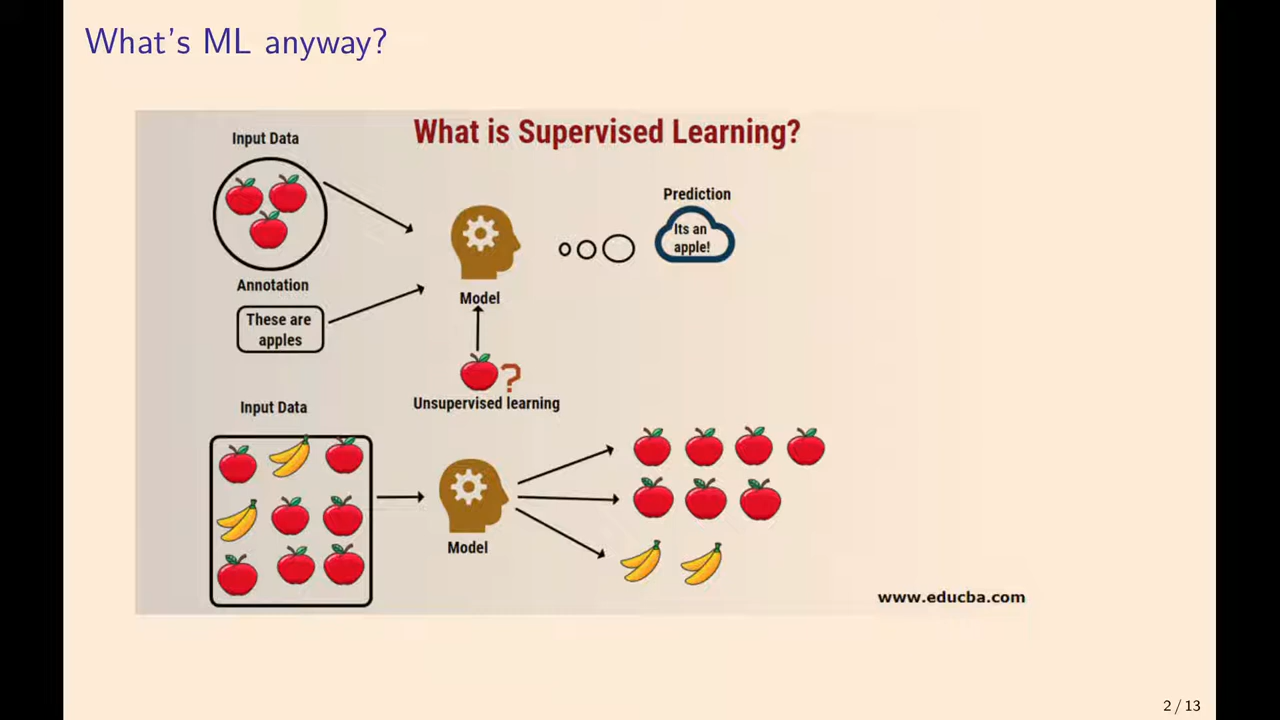 What's ML anyway?
What is Supervised Learning?
Input Data
Prediction
Its an
apple!
Annotation
These are
apples
Model
?
Unsupervised learning
Input Data
Model
www.educba.com
2 / 13